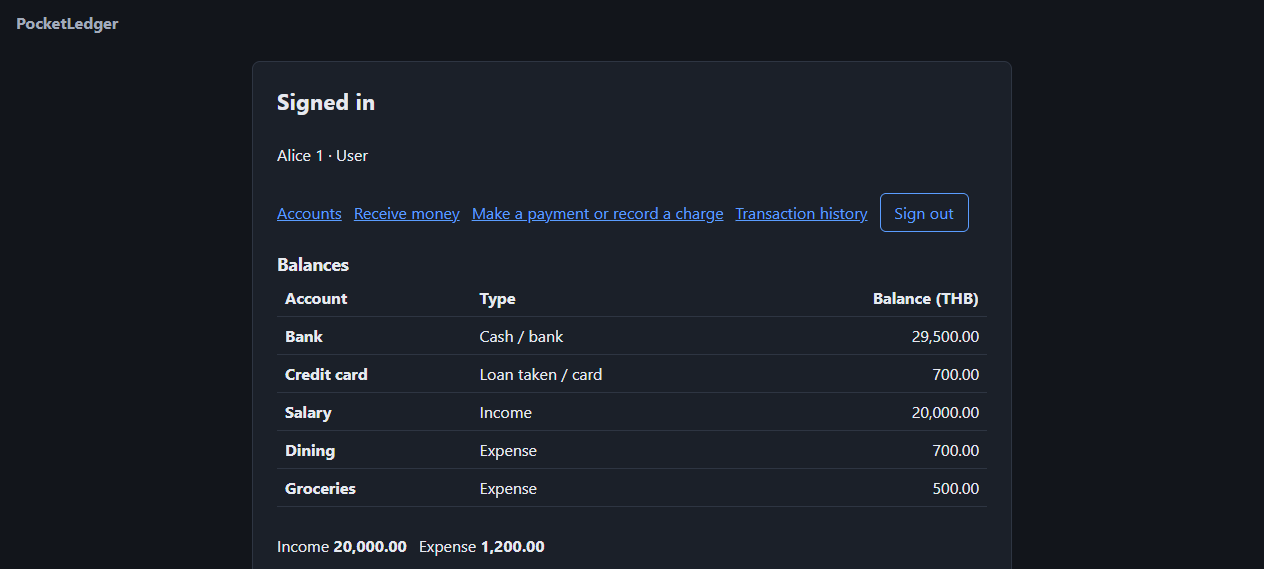 PocketLedger
Signed in
Alice 1 · User
Accounts Receive money Make a payment or record a charge Transaction history Sign out
Balances
Account Type Balance (THB)
Bank Cash / bank 29,500.00
Credit card Loan taken / card 700.00
Salary Income 20,000.00
Dining Expense 700.00
Groceries Expense 500.00
Income 20,000.00 Expense 1,200.00